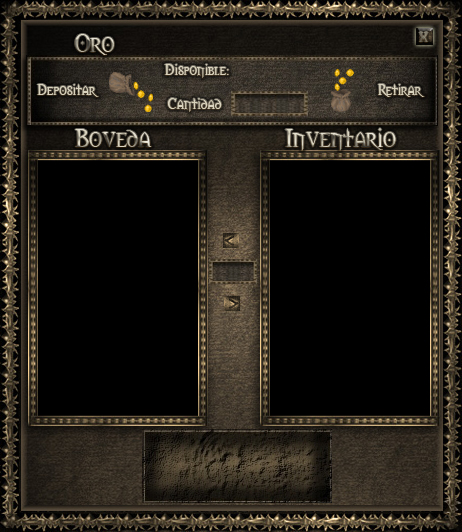 Oro
X
Disponible:
Depositar
Retirar
Cantidad
Boveda
Inventario
<
>